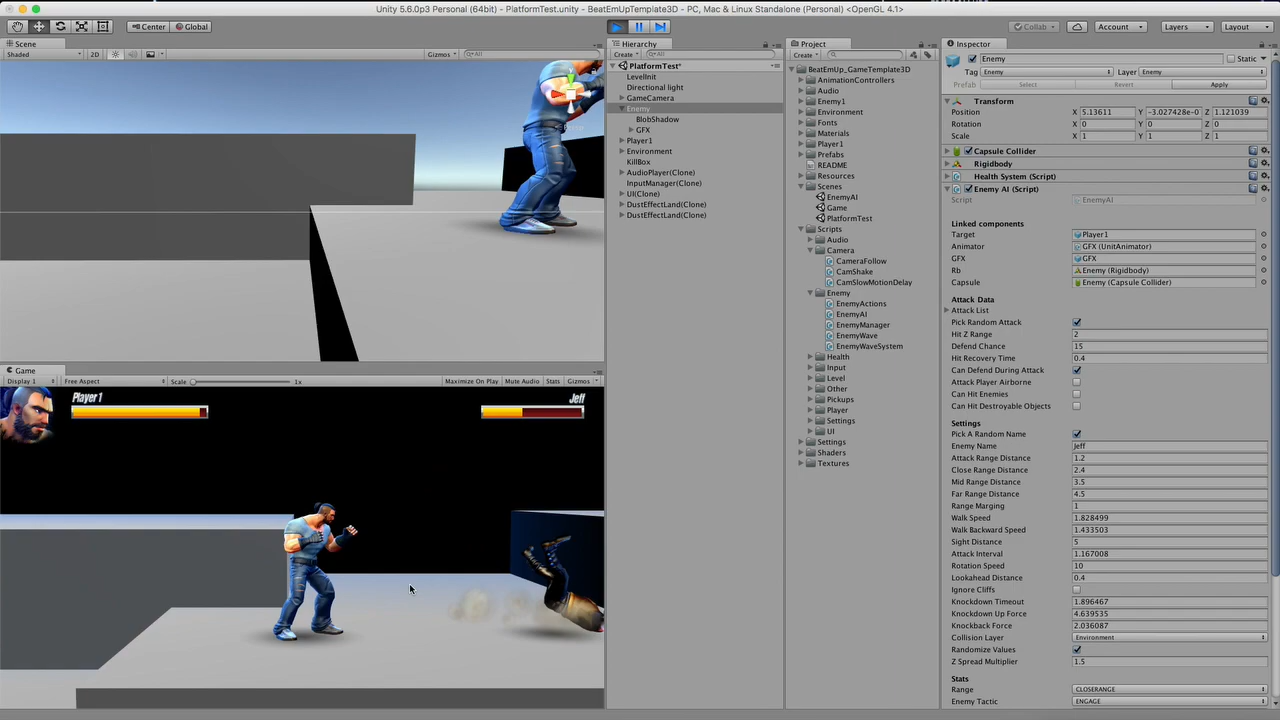 Unity 5.6.0p3 Personal (64bit) - PlatformTest.unity - BeatEmUpTemplate3D - PC, Mac & Linux Standalone (Personal) <OpenGL 4.1>
Center Global Collab Account Layers Layout
Scene
Shaded 2D Gizmos All
Game
Display 1 Free Aspect Scale 1x Maximize On Play Mute Audio Stats Gizmos
Player1 Jeff
Hierarchy
Create All
PlatformTest*
LevelInit
Directional light
GameCamera
Enemy
BlobShadow
GFX
Player1
Environment
KillBox
AudioPlayer(Clone)
InputManager(Clone)
UI(Clone)
DustEffectLand(Clone)
DustEffectLand(Clone)
Project
Create
BeatEmUp_GameTemplate3D
AnimationControllers
Audio
Enemy1
Environment
Fonts
Materials
Player1
Prefabs
README
Resources
Scenes
EnemyAI
Game
PlatformTest
Scripts
Audio
Camera
CameraFollow
CamShake
CamSlowMotionDelay
Enemy
EnemyActions
EnemyAI
EnemyManager
EnemyWave
EnemyWaveSystem
Health
Input
Level
Other
Pickups
Player
Settings
UI
Settings
Shaders
Textures
Inspector
Enemy Static
Tag Enemy Layer Enemy
Prefab Select Revert Apply
Transform
Position X 5.13611 Y -3.027428e-0 Z 1.121039
Rotation X 0 Y 0 Z 0
Scale X 1 Y 1 Z 1
Capsule Collider
Rigidbody
Health System (Script)
Enemy AI (Script)
Script EnemyAI
Linked components
Target Player1
Animator GFX (UnitAnimator)
GFX GFX
Rb Enemy (Rigidbody)
Capsule Enemy (Capsule Collider)
Attack Data
Attack List
Pick Random Attack
Hit Z Range 2
Defend Chance 15
Hit Recovery Time 0.4
Can Defend During Attack
Attack Player Airborne
Can Hit Enemies
Can Hit Destroyable Objects
Settings
Pick A Random Name
Enemy Name Jeff
Attack Range Distance 1.2
Close Range Distance 2.4
Mid Range Distance 3.5
Far Range Distance 4.5
Range Marging 1
Walk Speed 1.828499
Walk Backward Speed 1.433503
Sight Distance 5
Attack Interval 1.167008
Rotation Speed 10
Lookahead Distance 0.4
Ignore Cliffs
Knockdown Timeout 1.896467
Knockdown Up Force 4.639535
Knockback Force 2.036087
Collision Layer Environment
Randomize Values
Z Spread Multiplier 1.5
Stats
Range CLOSERANGE
Enemy Tactic ENGAGE